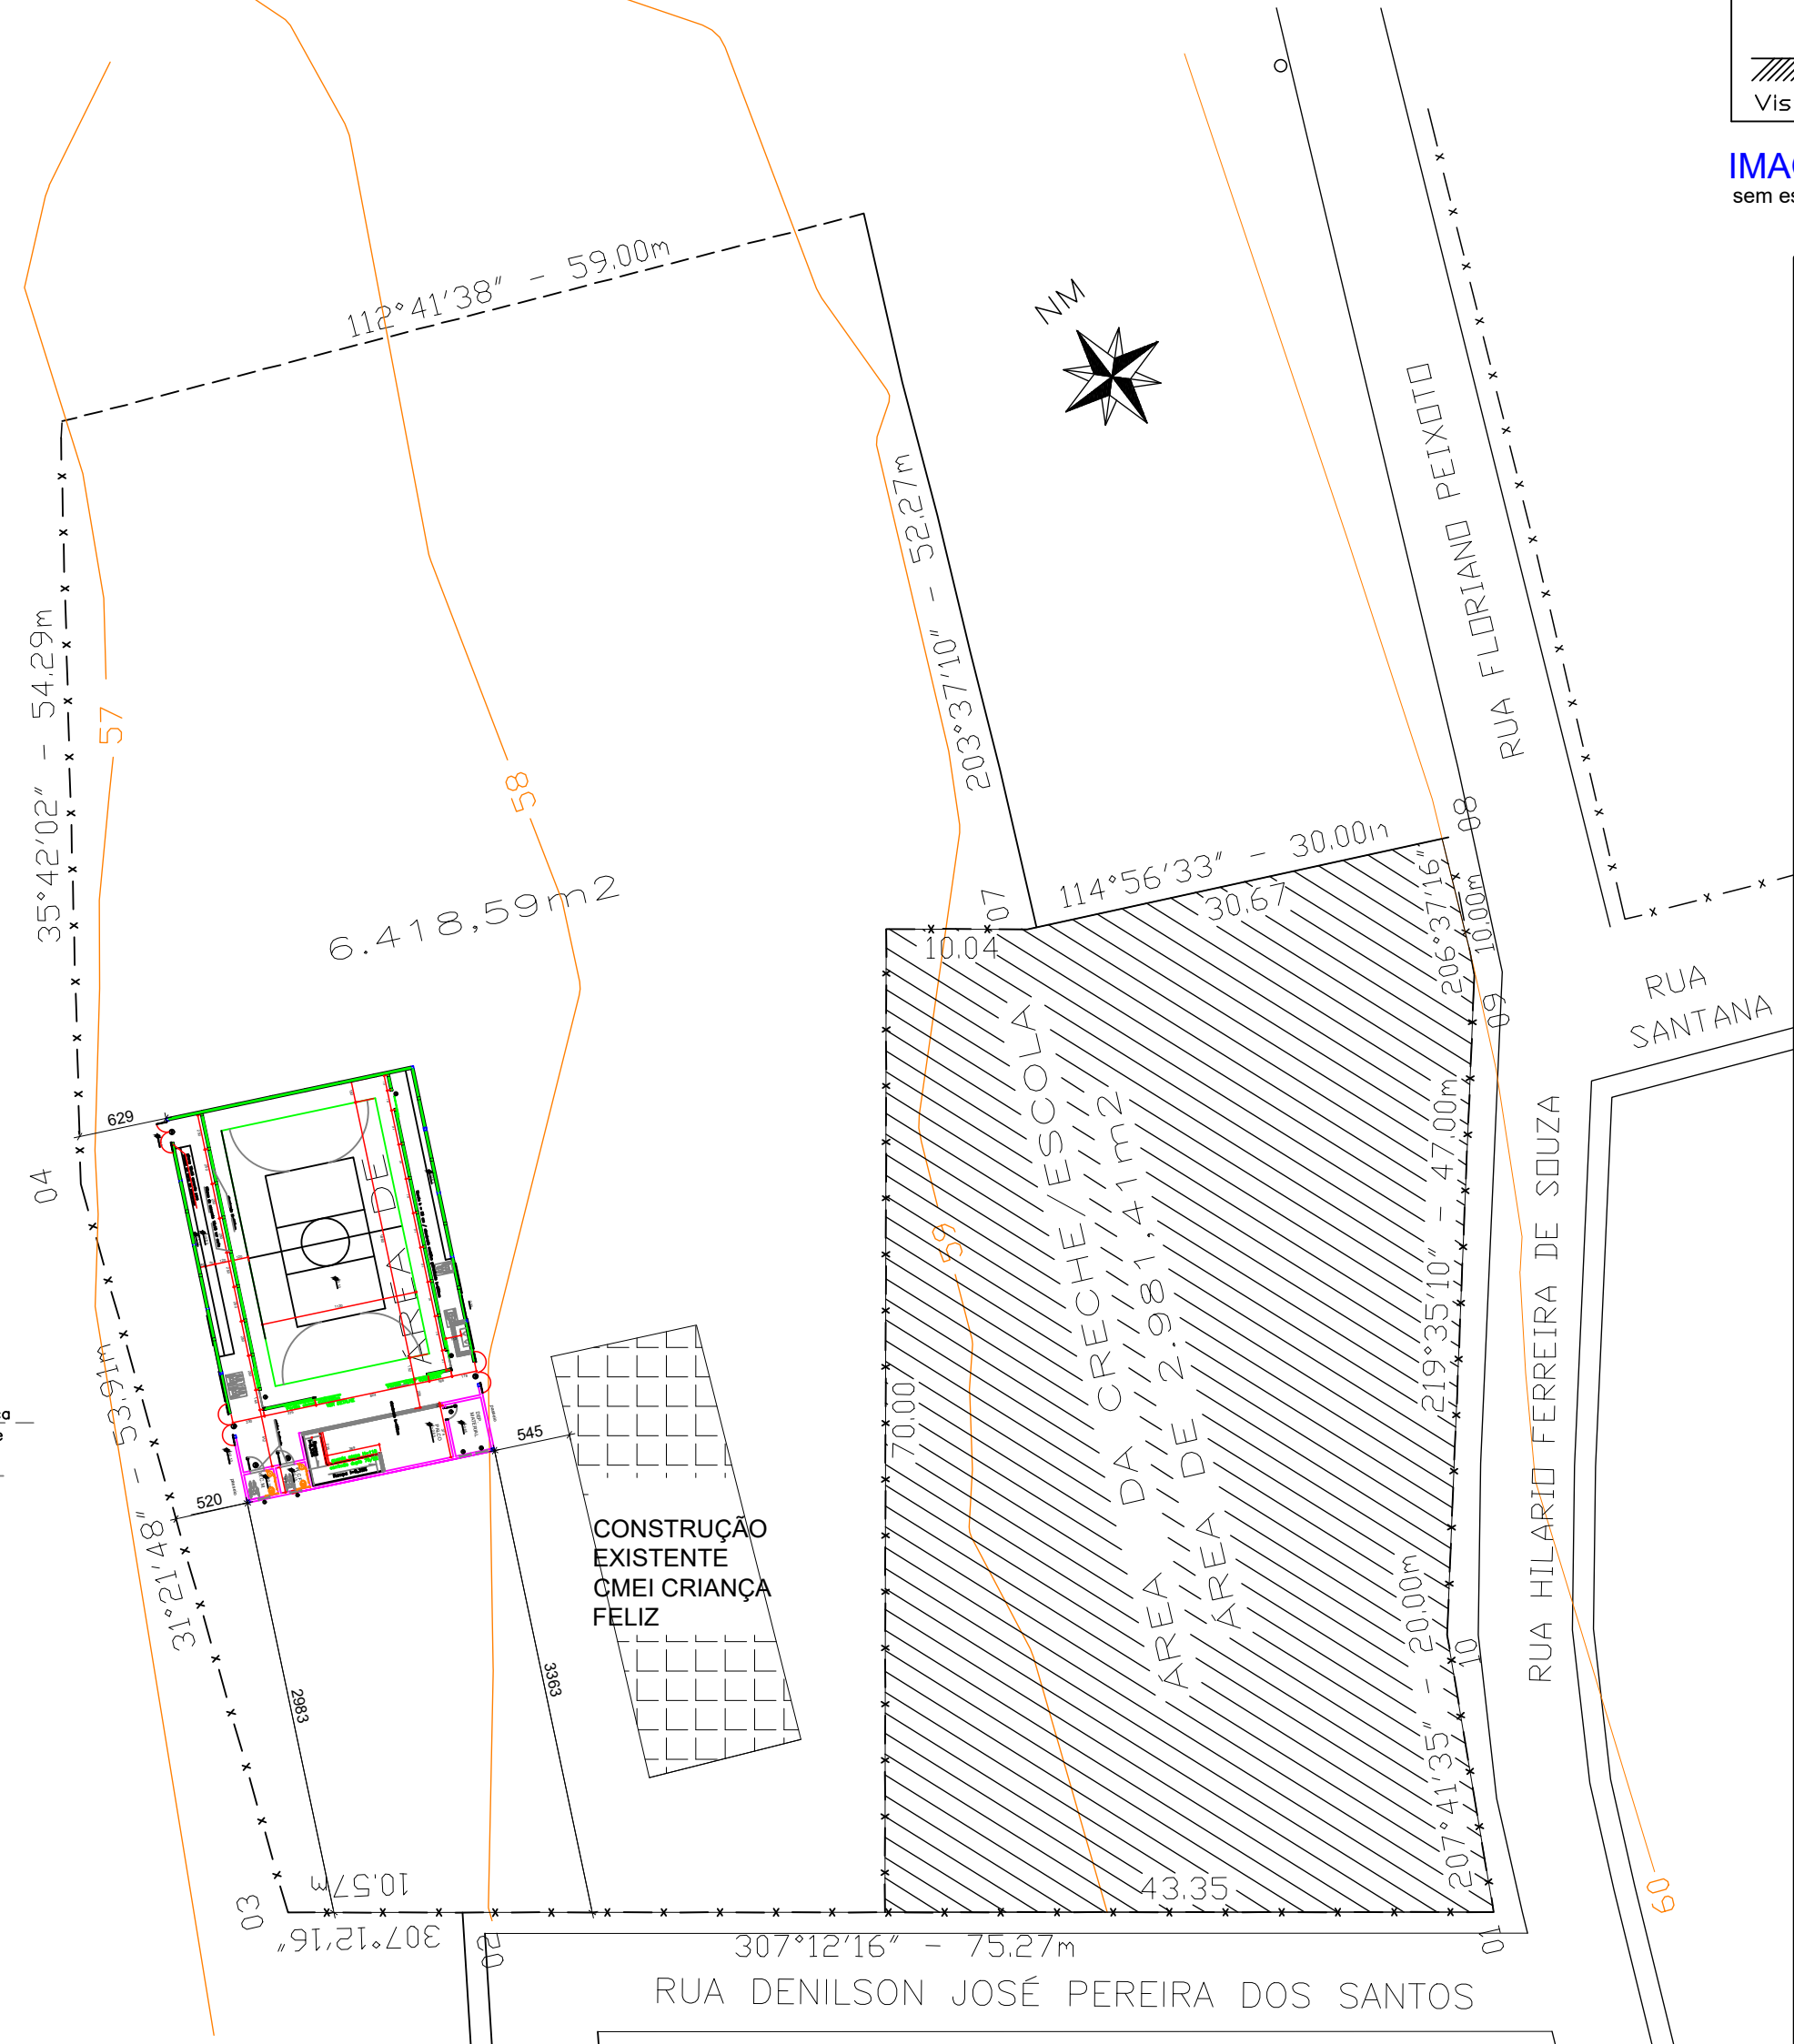 Vis
IMA
sem es
112°41'38" - 59,00m
NM
RUA FLORIANO PEIXOTO
203°37'10" - 52,27m
35°42'02" - 54,29m
57
58
08
114°56'33" - 30,00m
30,67
07
10.04
206°37'16"
10,00m
09
6.418,59m2
RUA
SANTANA
629
04
ÁREA DE
ÁREA DA CRECHE/ESCOLA
ÁREA DE 2.981,41m2
219°35'10" - 47,00m
RUA HILARIO FERREIRA DE SOUZA
59
70,00
53,91m
31°21'48"
545
520
CONSTRUÇÃO
EXISTENTE
CMEI CRIANÇA
FELIZ
2983
3363
10
207°41'35" - 20,00m
43.35
10,57m
307°12'16"
03
02
307°12'16" - 75,27m
01
60
RUA DENILSON JOSÉ PEREIRA DOS SANTOS